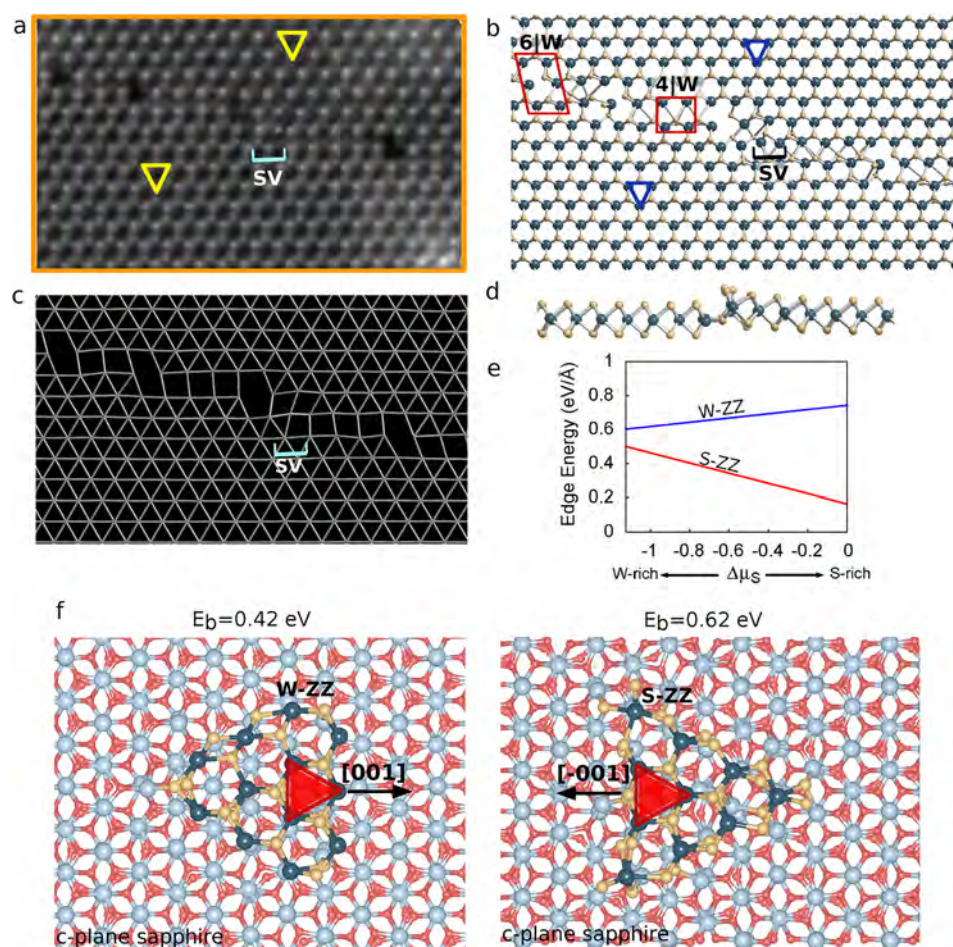 a
SV
b
6|W
4|W
SV
c
SV
d
e
Edge Energy (eV/Å)
1
0.8
0.6
0.4
0.2
0
W-ZZ
S-ZZ
-1 -0.8 -0.6 -0.4 -0.2 0
W-rich ΔμS S-rich
f
Eb=0.42 eV
W-ZZ
[001]
c-plane sapphire
Eb=0.62 eV
S-ZZ
[-001]
c-plane sapphire